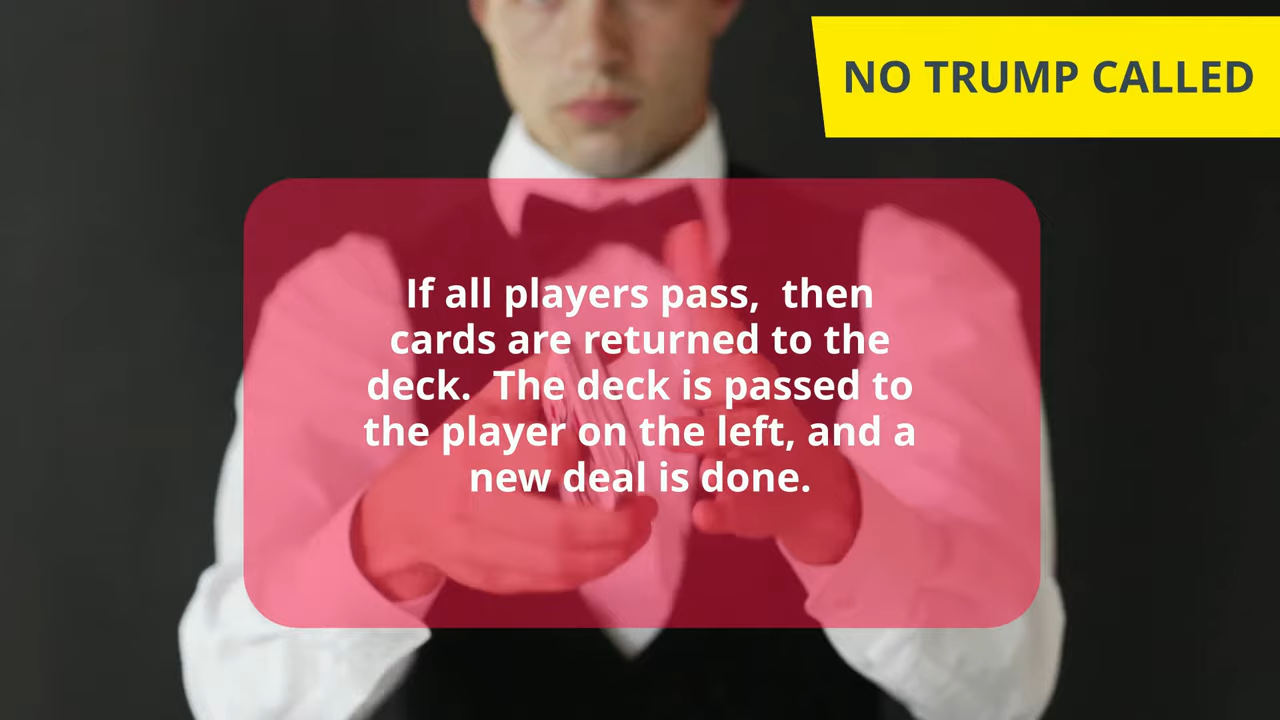 NO TRUMP CALLED
If all players pass,  then
cards are returned to the
deck.  The deck is passed to
the player on the left, and a
new deal is done.